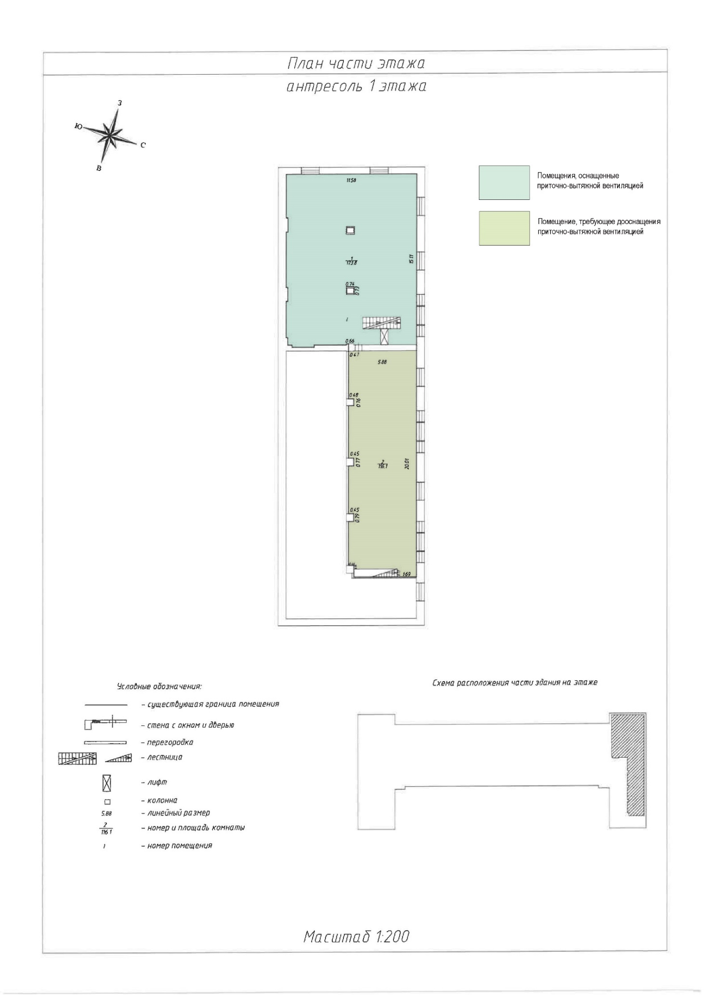 План части этажа
антресоль 1 этажа
З
Ю
С
В
Помещения, оснащенные
приточно-вытяжной вентиляцией
Помещение, требующее дооснащения
приточно-вытяжной вентиляцией
11.58
15.11
1
173.8
0.74
0.73
I
0.66
0.47
5.88
0.48
0.76
0.45
0.77
2
116.1
20.01
0.45
0.79
1.69
Условные обозначения:
– существующая граница помещения
– стена с окном и дверью
– перегородка
– лестница
– лифт
– колонна
5.88 – линейный размер
2
116.1 – номер и площадь комнаты
I – номер помещения
Схема расположения части здания на этаже
Масштаб 1:200